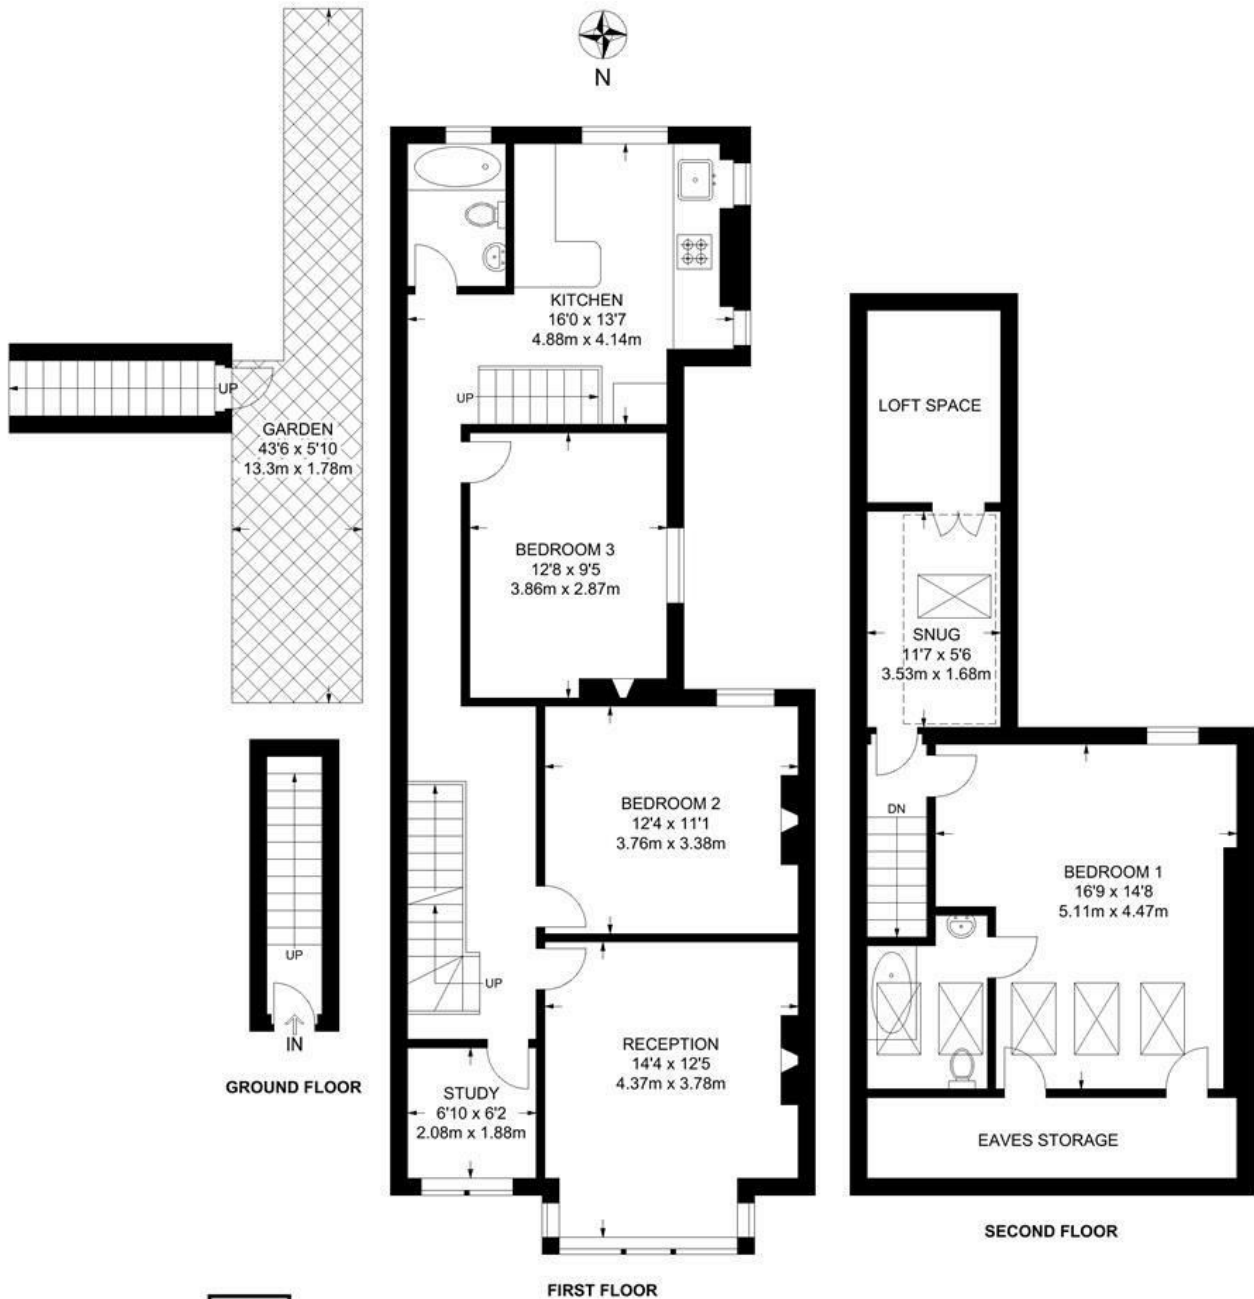 N
KITCHEN
16'0 x 13'7
4.88m x 4.14m
UP
UP
GARDEN
43'6 x 5'10
13.3m x 1.78m
LOFT SPACE
BEDROOM 3
12'8 x 9'5
3.86m x 2.87m
SNUG
11'7 x 5'6
3.53m x 1.68m
BEDROOM 2
12'4 x 11'1
3.76m x 3.38m
DN
BEDROOM 1
16'9 x 14'8
5.11m x 4.47m
UP
UP
IN
GROUND FLOOR
RECEPTION
14'4 x 12'5
4.37m x 3.78m
STUDY
6'10 x 6'2
2.08m x 1.88m
EAVES STORAGE
SECOND FLOOR
FIRST FLOOR